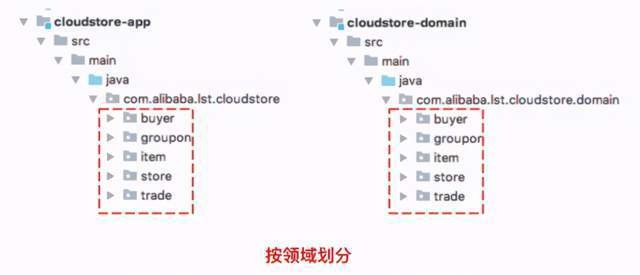 cloudstore-app
src
main
java
com.alibaba.lst.cloudstore
buyer
groupon
item
store
trade
cloudstore-domain
src
main
java
com.alibaba.lst.cloudstore.domain
buyer
groupon
item
store
trade
按领域划分